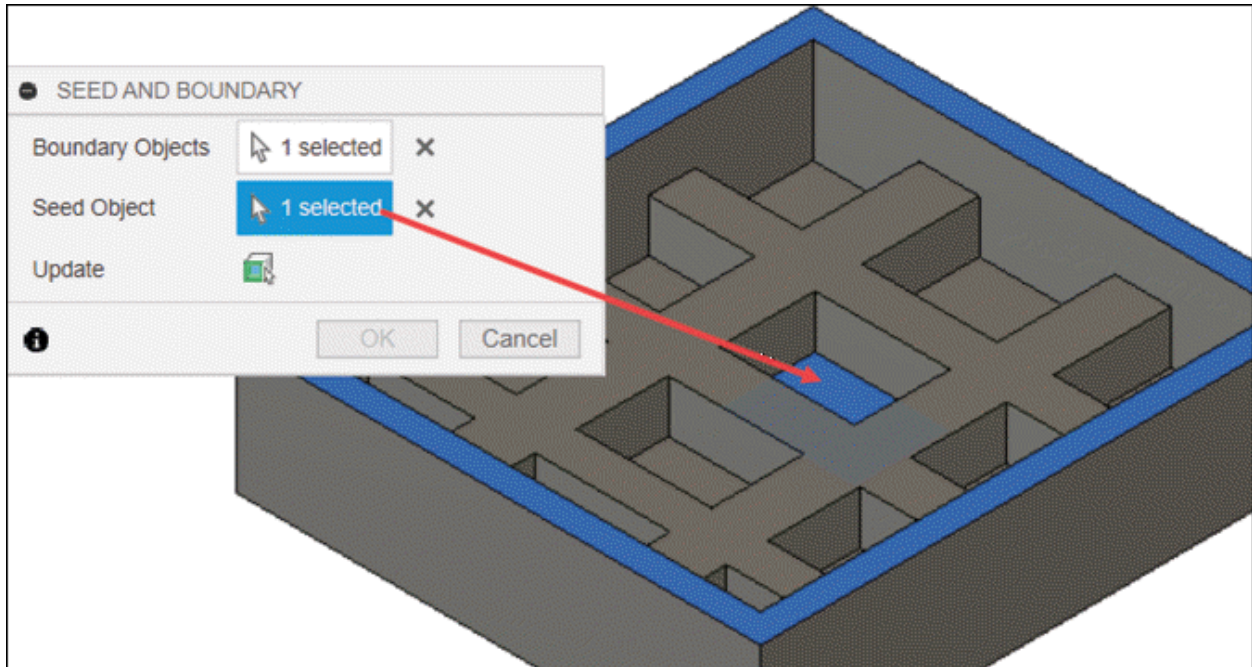 SEED AND BOUNDARY
Boundary Objects 1 selected
Seed Object 1 selected
Update
OK Cancel